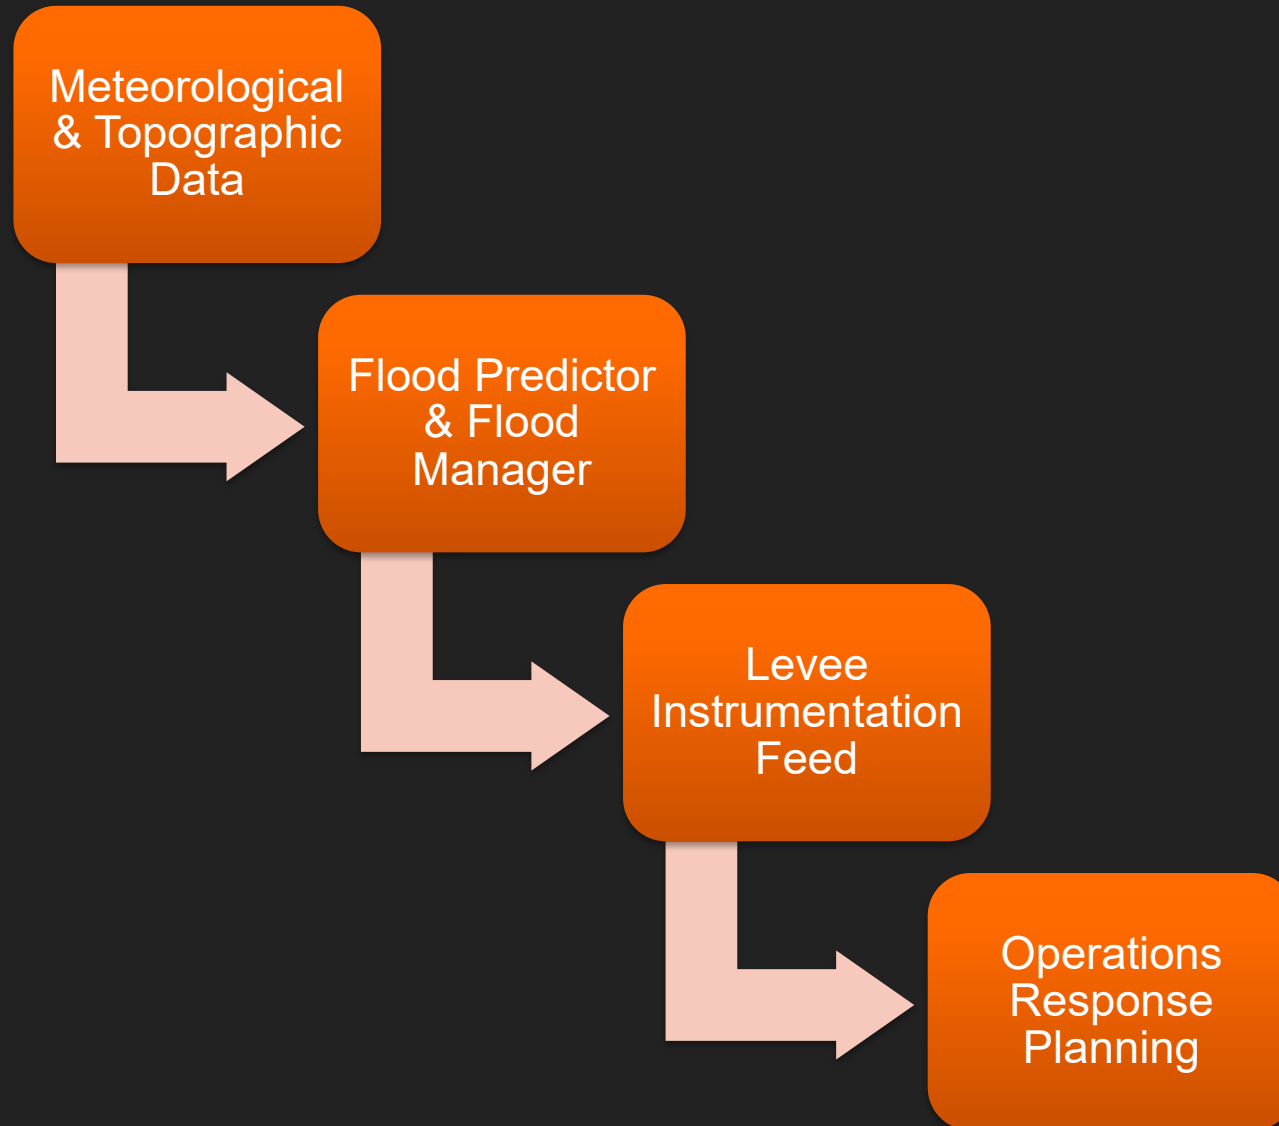 Meteorological
& Topographic
Data
Flood Predictor
& Flood
Manager
Levee
Instrumentation
Feed
Operations
Response
Planning